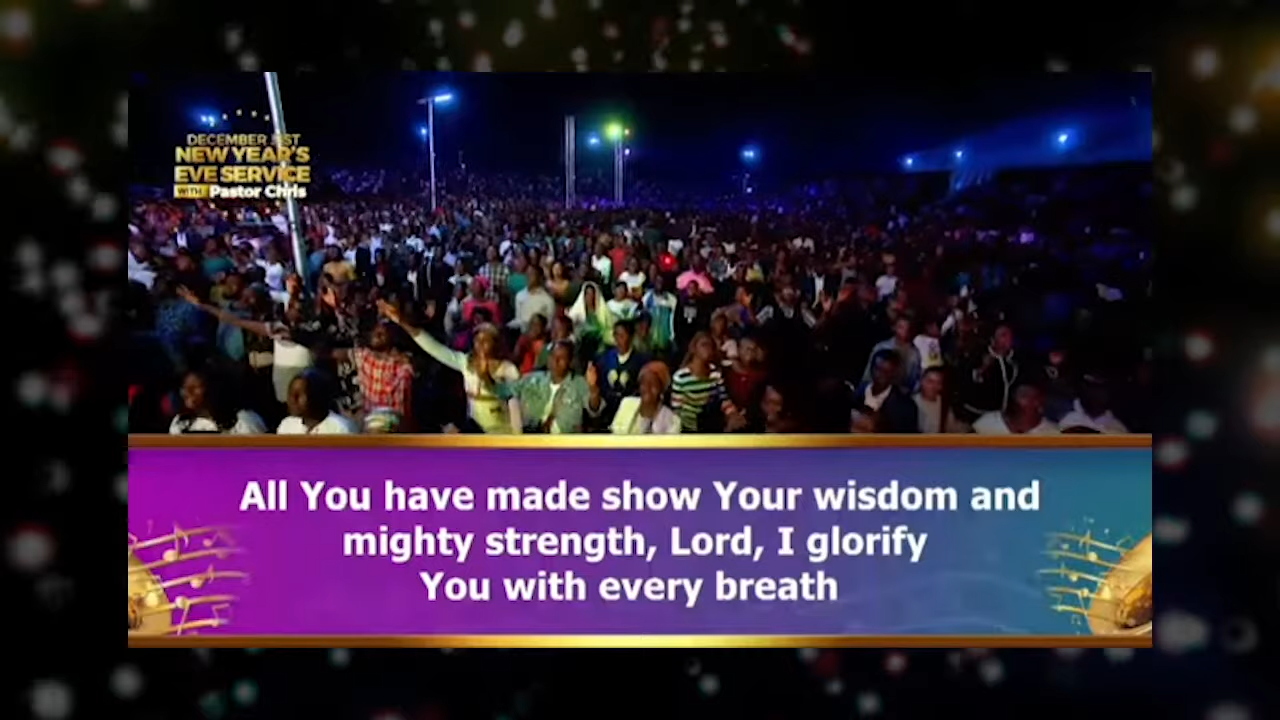 DECEMBER 31ST
NEW YEAR'S
EVE SERVICE
WITH Pastor Chris
All You have made show Your wisdom and
mighty strength, Lord, I glorify
You with every breath